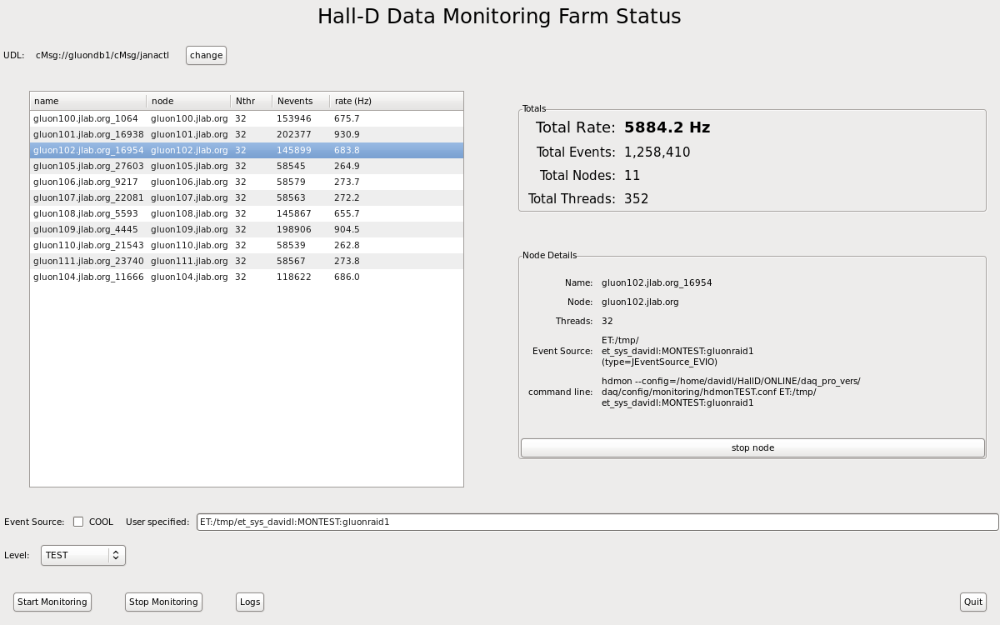 Hall-D Data Monitoring Farm Status
UDL: cMsg://gluondb1/cMsg/janactl change
name node Nthr Nevents rate (Hz)
gluon100.jlab.org_1064 gluon100.jlab.org 32 153946 675.7
gluon101.jlab.org_16938 gluon101.jlab.org 32 202377 930.9
gluon102.jlab.org_16954 gluon102.jlab.org 32 145899 683.8
gluon105.jlab.org_27603 gluon105.jlab.org 32 58545 264.9
gluon106.jlab.org_9217 gluon106.jlab.org 32 58579 273.7
gluon107.jlab.org_22081 gluon107.jlab.org 32 58563 272.2
gluon108.jlab.org_5593 gluon108.jlab.org 32 145867 655.7
gluon109.jlab.org_4445 gluon109.jlab.org 32 198906 904.5
gluon110.jlab.org_21543 gluon110.jlab.org 32 58539 262.8
gluon111.jlab.org_23740 gluon111.jlab.org 32 58567 273.8
gluon104.jlab.org_11666 gluon104.jlab.org 32 118622 686.0
Totals
Total Rate: 5884.2 Hz
Total Events: 1,258,410
Total Nodes: 11
Total Threads: 352
Node Details
Name: gluon102.jlab.org_16954
Node: gluon102.jlab.org
Threads: 32
ET:/tmp/
Event Source: et_sys_davidl:MONTEST:gluonraid1
(type=JEventSource_EVIO)
hdmon --config=/home/davidl/HallD/ONLINE/daq_pro_vers/
command line: daq/config/monitoring/hdmonTEST.conf ET:/tmp/
et_sys_davidl:MONTEST:gluonraid1
stop node
Event Source: COOL User specified: ET:/tmp/et_sys_davidl:MONTEST:gluonraid1
Level: TEST
Start Monitoring Stop Monitoring Logs Quit